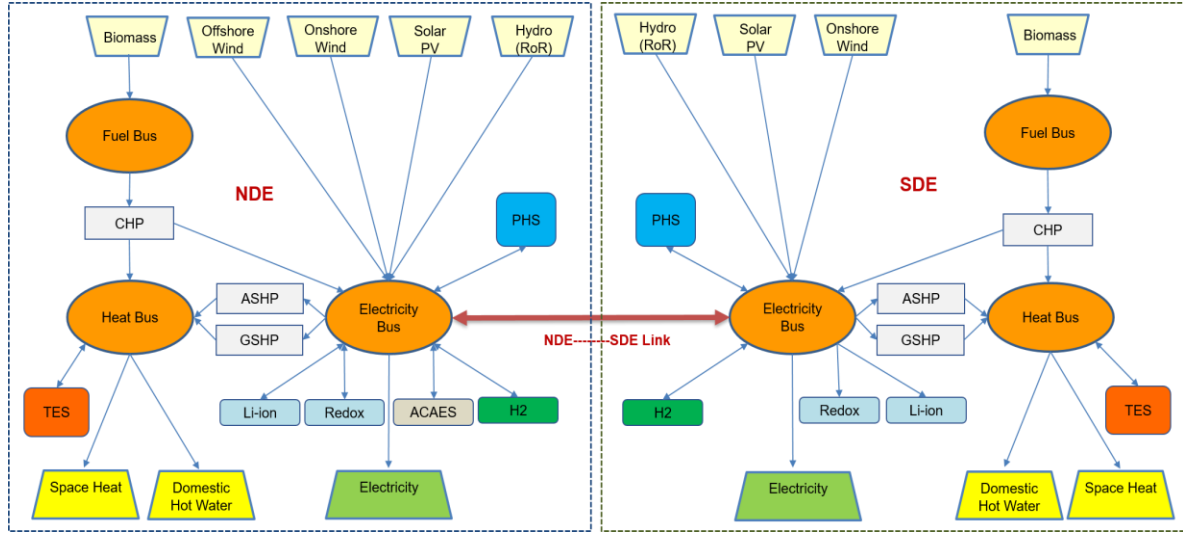 Biomass
Offshore
Wind
Onshore
Wind
Solar
PV
Hydro
(RoR)
Fuel Bus
NDE
CHP
PHS
Heat Bus
ASHP
GSHP
Electricity
Bus
TES
Li-ion
Redox
ACAES
H2
Space Heat
Domestic
Hot Water
Electricity
NDE-------SDE Link
Hydro
(RoR)
Solar
PV
Onshore
Wind
Biomass
Fuel Bus
SDE
PHS
CHP
Electricity
Bus
ASHP
GSHP
Heat Bus
H2
Redox
Li-ion
TES
Electricity
Domestic
Hot Water
Space Heat